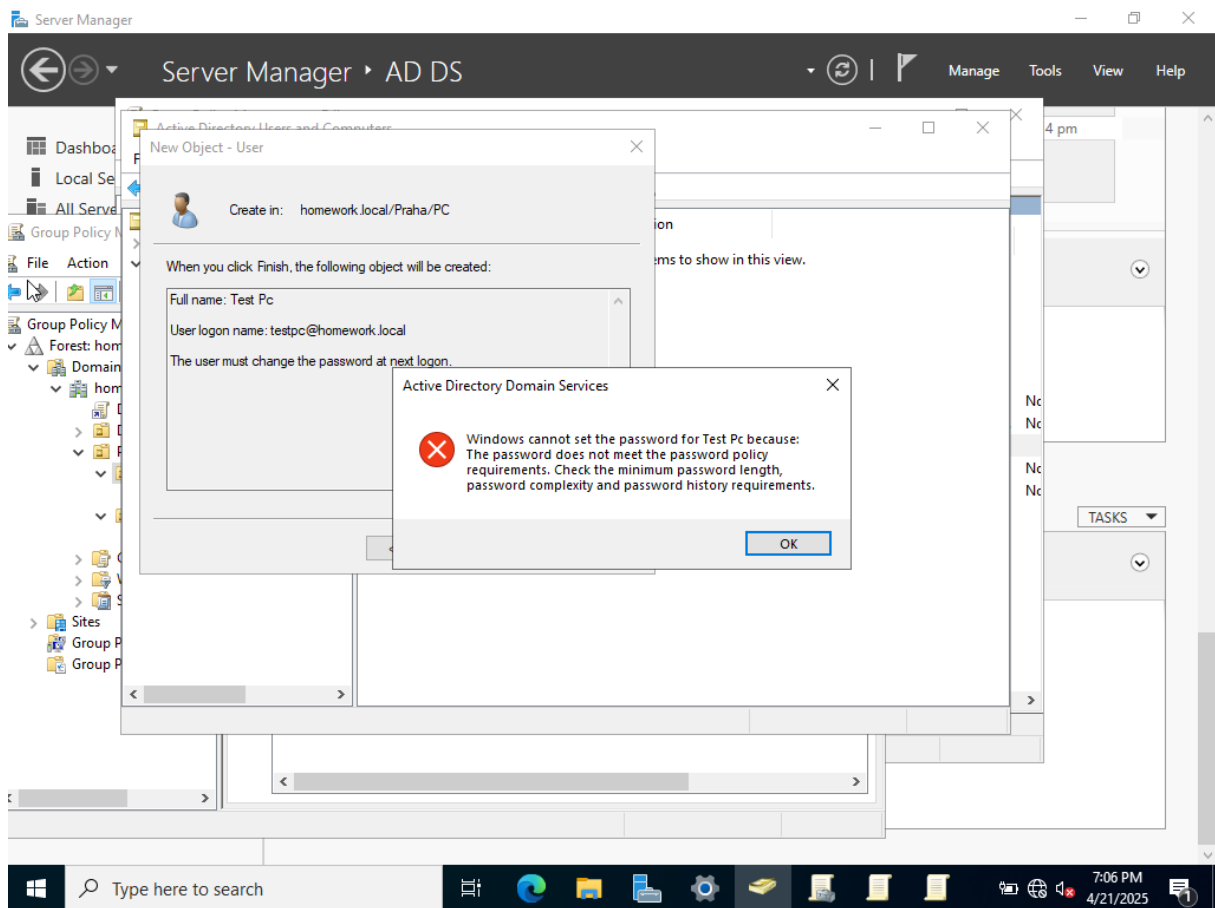 Server Manager
Server Manager ‣ AD DS
Manage Tools View Help
Active Directory Users and Computers
4 pm
Dashboa
Local Se
All Serve
New Object - User
Create in: homework.local/Praha/PC
When you click Finish, the following object will be created:
Full name: Test Pc
User logon name: testpc@homework.local
The user must change the password at next logon.
ion
ems to show in this view.
Group Policy M
File Action
Group Policy M
Forest: hom
Domain
hom
Sites
Group P
Group P
Active Directory Domain Services
Windows cannot set the password for Test Pc because:
The password does not meet the password policy
requirements. Check the minimum password length,
password complexity and password history requirements.
OK
No
No
No
No
TASKS
Type here to search
7:06 PM
4/21/2025
1